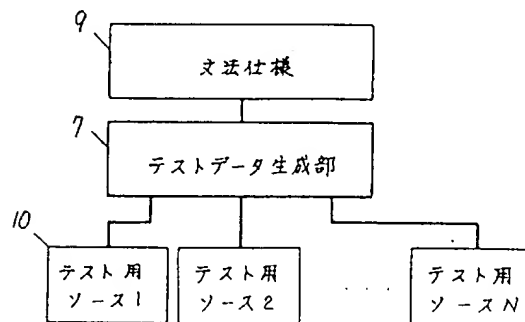 9
文法仕様
7
テストデータ生成部
10
テスト用
ソース1
テスト用
ソース2
....
テスト用
ソースN